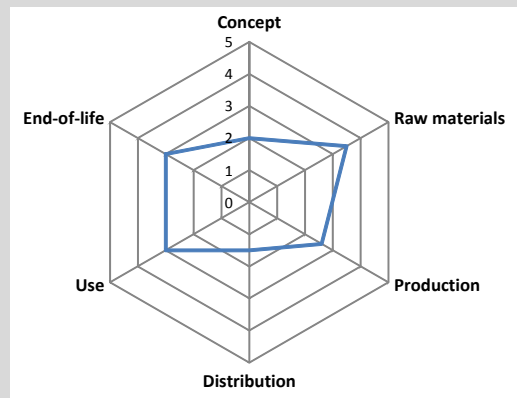 Concept
5
4
3
2
1
0
End-of-life
Raw materials
Use
Production
Distribution